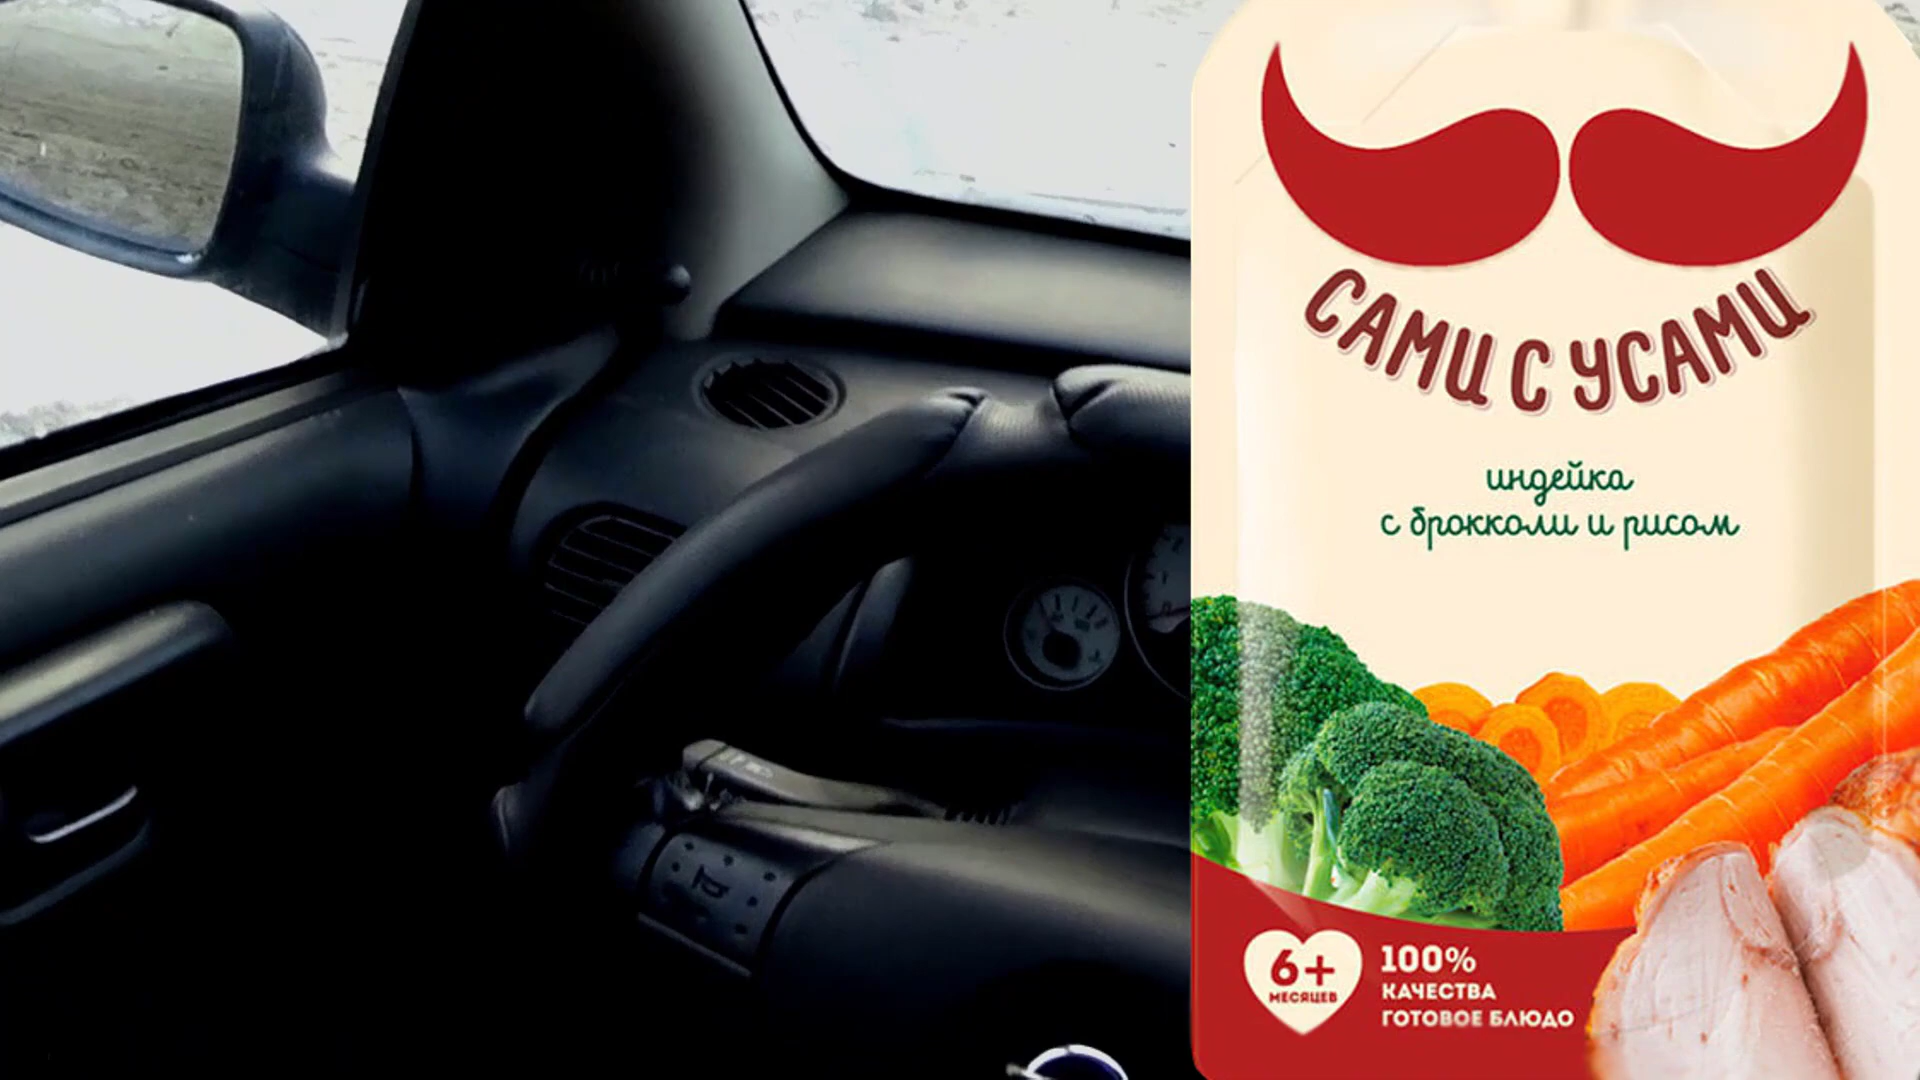 САМИ С УСАМИ
индейка
с брокколи и рисом
6+
МЕСЯЦЕВ
100%
КАЧЕСТВА
ГОТОВОЕ БЛЮДО